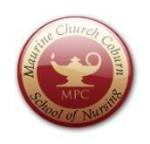 Maurine Church Coburn
MPC
School of Nursing